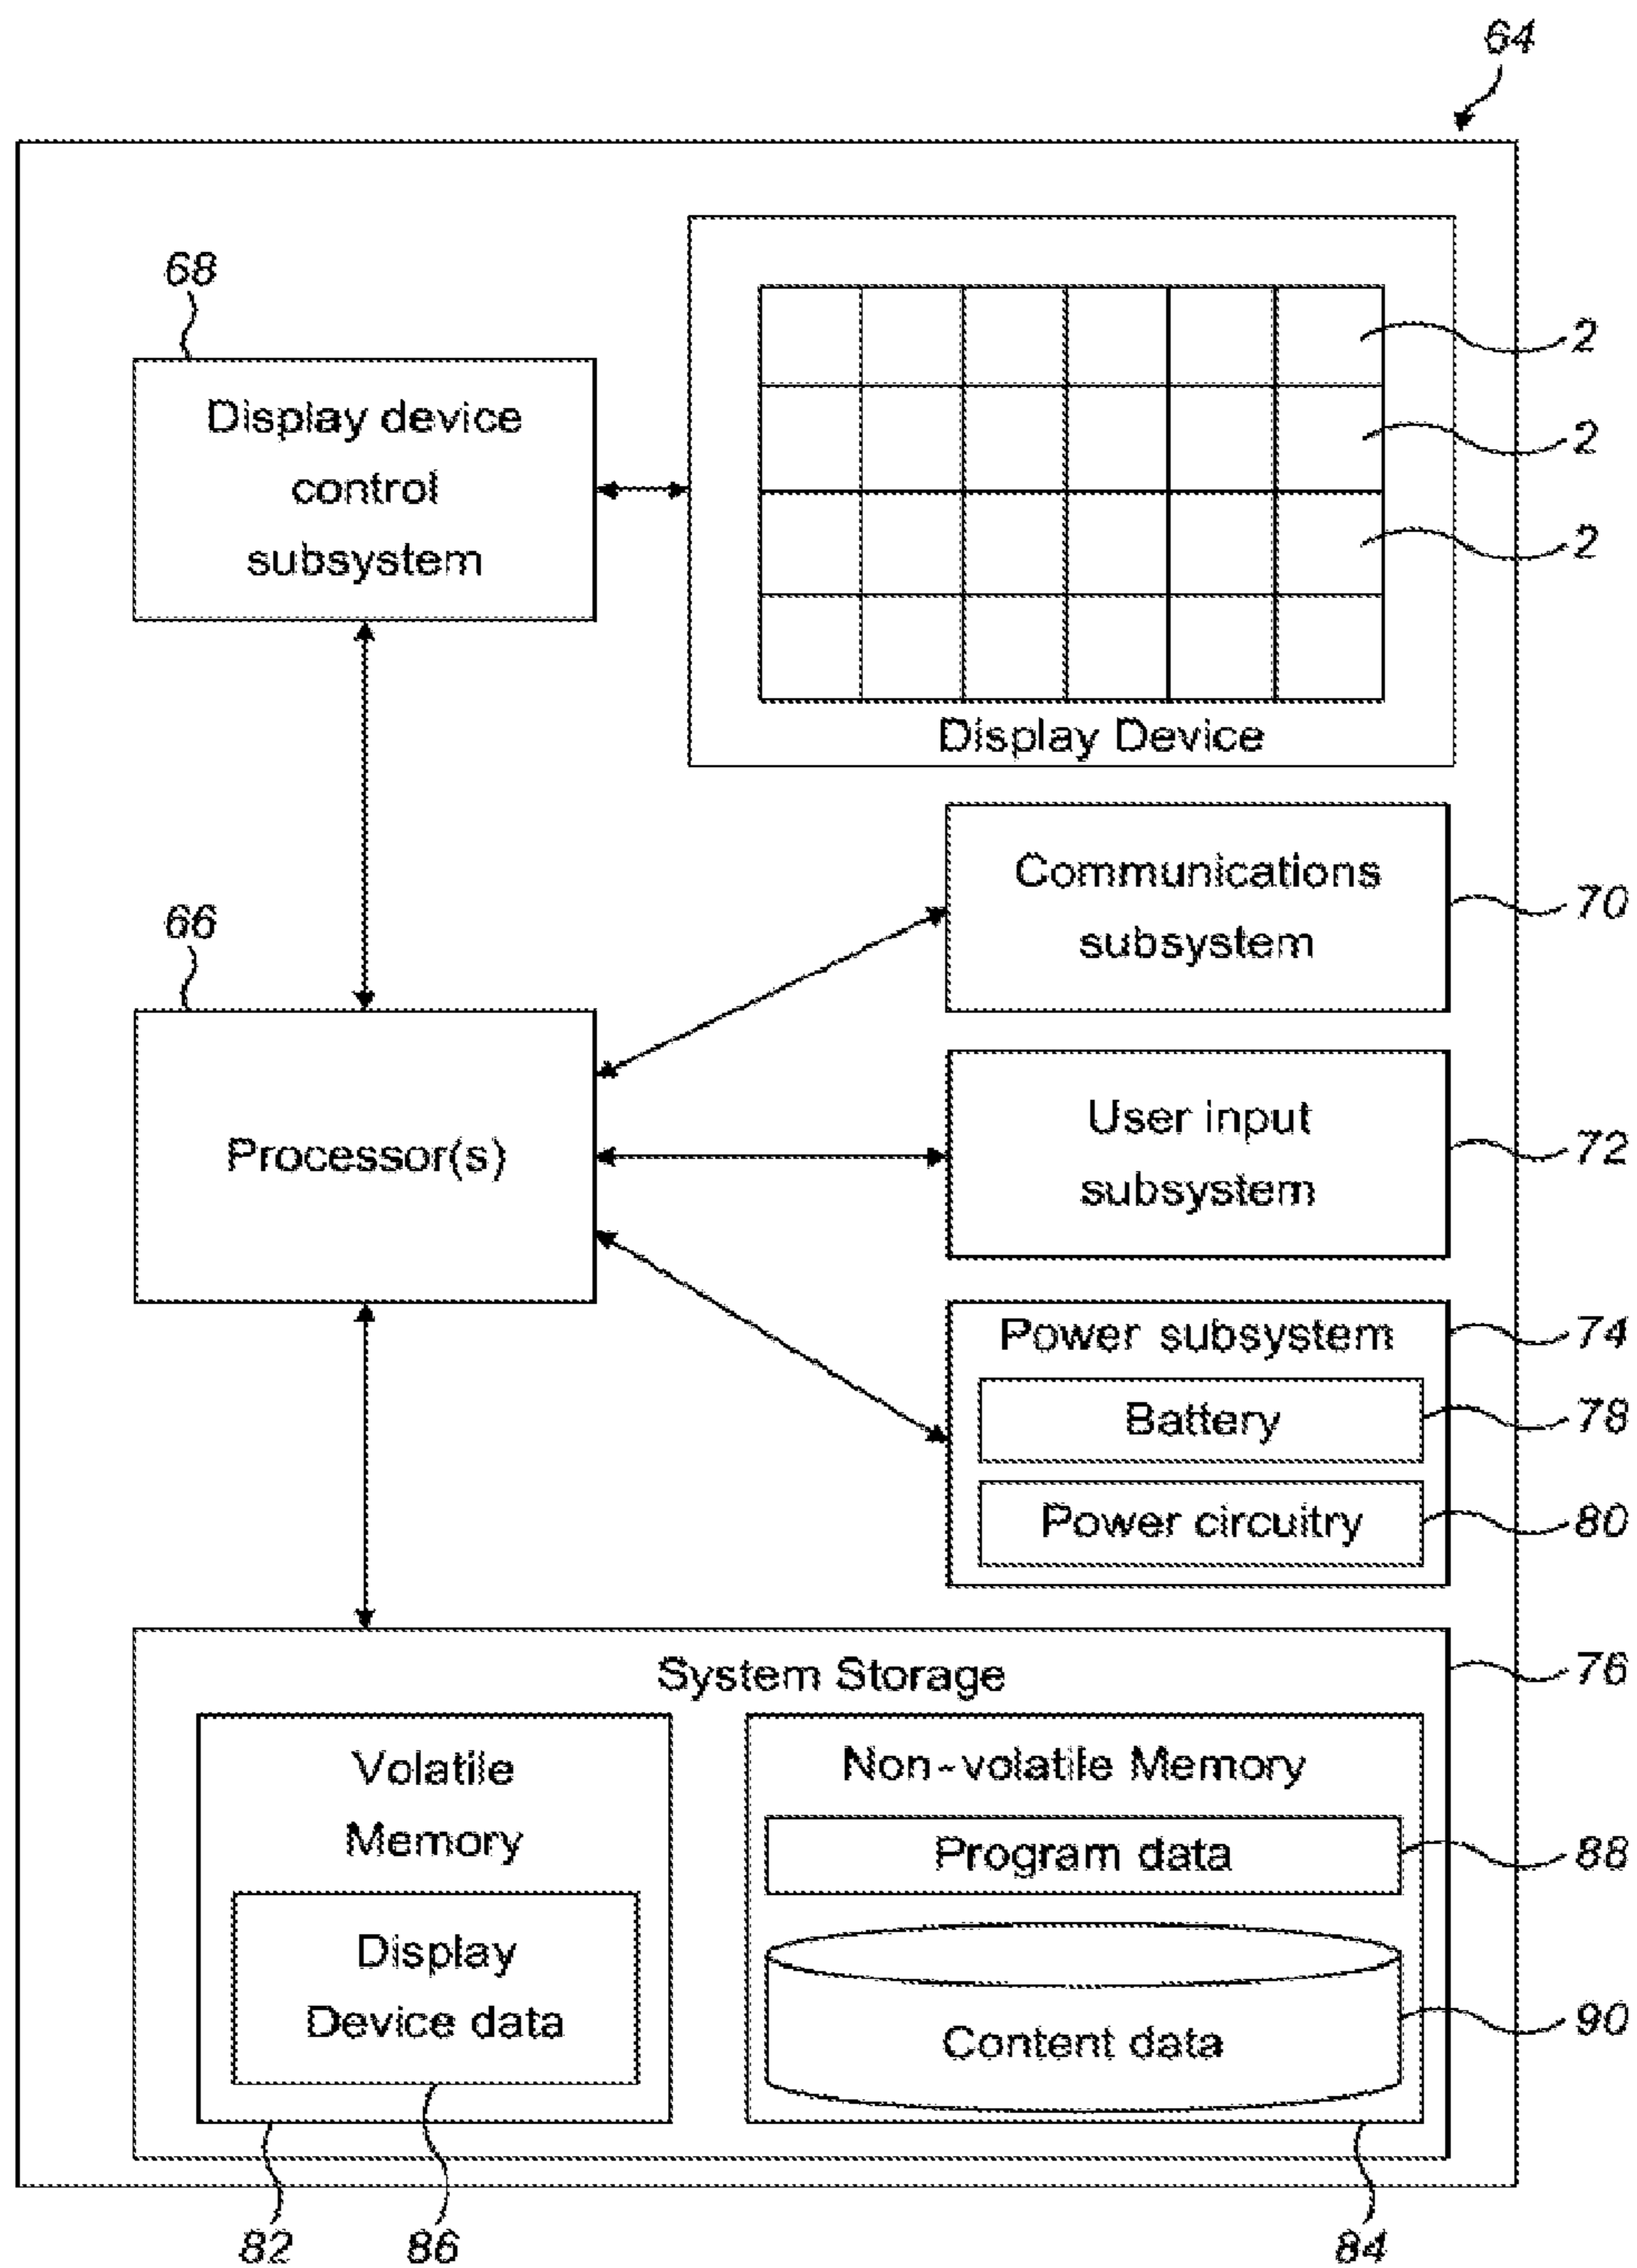 64
68
Display device
control
subsystem
2
2
2
Display Device
Communications
subsystem
70
66
Processor(s)
User input
subsystem
72
Power subsystem
74
Battery
78
Power circuitry
80
System Storage
76
Volatile
Memory
Display
Device data
Non-volatile Memory
Program data
88
Content data
90
82
86
84